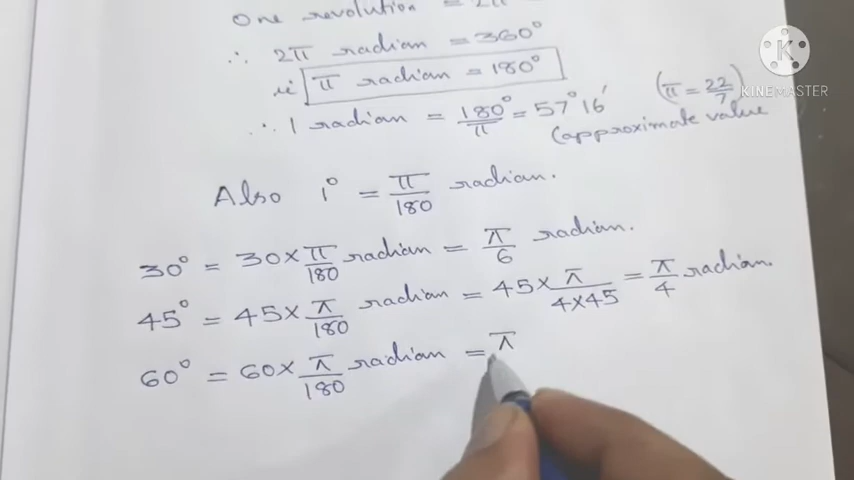 One revolution = 2π
∴ 2π radian = 360°
ie π radian = 180°
∴ 1 radian = 180°/π = 57°16′ (π = 22/7)
(approximate value
Also 1° = π/180 radian.
30° = 30 × π/180 radian = π/6 radian.
45° = 45 × π/180 radian = 45 × π/4×45 = π/4 radian.
60° = 60 × π/180 radian = π
K
KINEMASTER